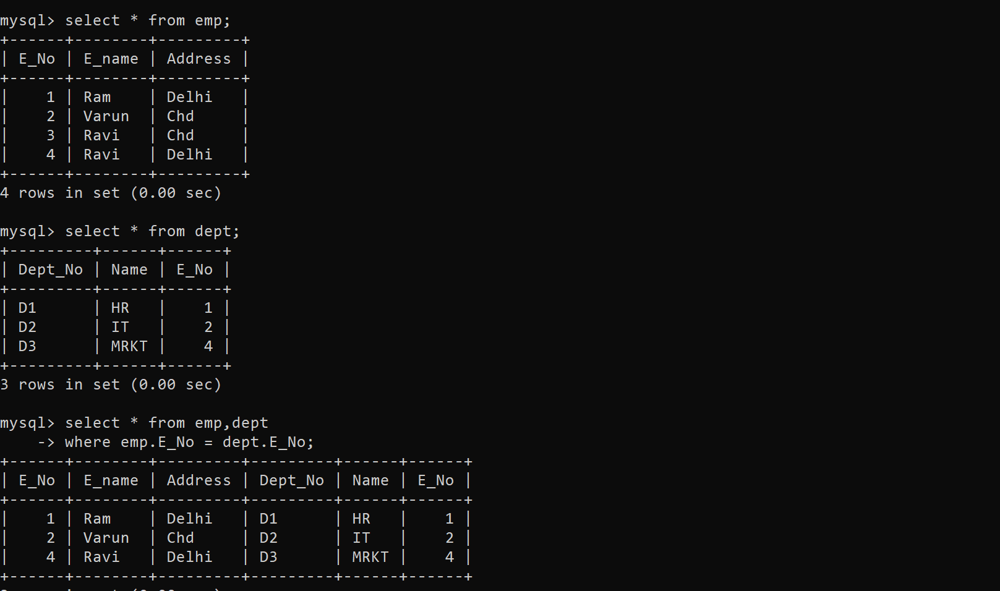 mysql> select * from emp;
+------+--------+---------+
| E_No | E_name | Address |
+------+--------+---------+
|    1 | Ram    | Delhi   |
|    2 | Varun  | Chd     |
|    3 | Ravi   | Chd     |
|    4 | Ravi   | Delhi   |
+------+--------+---------+
4 rows in set (0.00 sec)

mysql> select * from dept;
+---------+------+------+
| Dept_No | Name | E_No |
+---------+------+------+
| D1      | HR   |    1 |
| D2      | IT   |    2 |
| D3      | MRKT |    4 |
+---------+------+------+
3 rows in set (0.00 sec)

mysql> select * from emp,dept
    -> where emp.E_No = dept.E_No;
+------+--------+---------+---------+------+------+
| E_No | E_name | Address | Dept_No | Name | E_No |
+------+--------+---------+---------+------+------+
|    1 | Ram    | Delhi   | D1      | HR   |    1 |
|    2 | Varun  | Chd     | D2      | IT   |    2 |
|    4 | Ravi   | Delhi   | D3      | MRKT |    4 |
+------+--------+---------+---------+------+------+